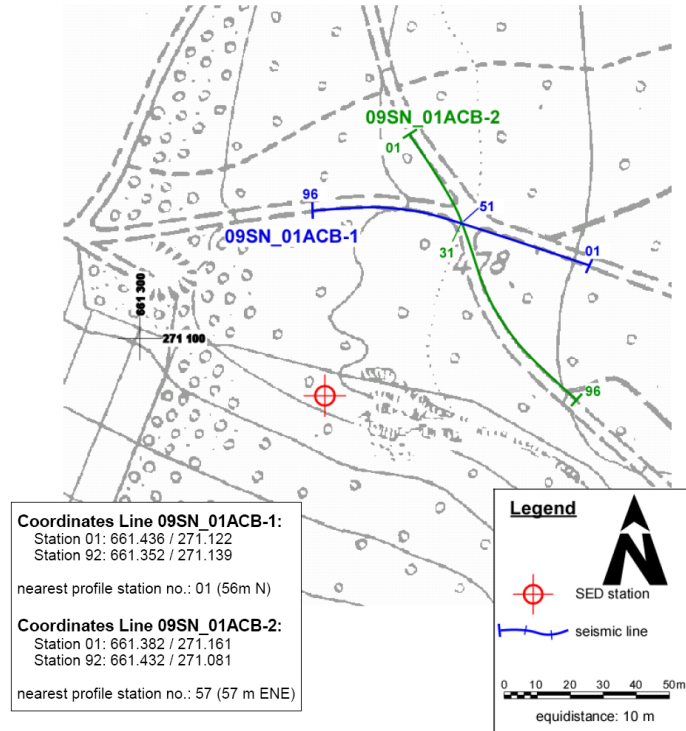 09SN_01ACB-2
01
96
51
09SN_01ACB-1
31
478
01
661 300
271 100
96
Coordinates Line 09SN_01ACB-1:
Station 01: 661.436 / 271.122
Station 92: 661.352 / 271.139
nearest profile station no.: 01 (56m N)
Coordinates Line 09SN_01ACB-2:
Station 01: 661.382 / 271.161
Station 92: 661.432 / 271.081
nearest profile station no.: 57 (57 m ENE)
Legend
N
SED station
seismic line
0 10 20 30 40 50m
equidistance: 10 m